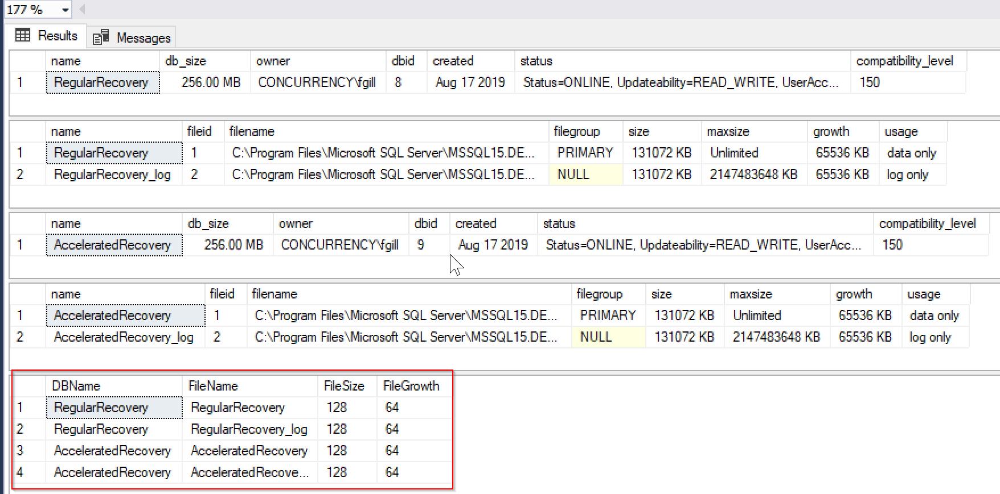 177 %
Results Messages
name db_size owner dbid created status compatibility_level
1 RegularRecovery 256.00 MB CONCURRENCY\fgill 8 Aug 17 2019 Status=ONLINE, Updateability=READ_WRITE, UserAcc... 150
name fileid filename filegroup size maxsize growth usage
1 RegularRecovery 1 C:\Program Files\Microsoft SQL Server\MSSQL15.DE... PRIMARY 131072 KB Unlimited 65536 KB data only
2 RegularRecovery_log 2 C:\Program Files\Microsoft SQL Server\MSSQL15.DE... NULL 131072 KB 2147483648 KB 65536 KB log only
name db_size owner dbid created status compatibility_level
1 AcceleratedRecovery 256.00 MB CONCURRENCY\fgill 9 Aug 17 2019 Status=ONLINE, Updateability=READ_WRITE, UserAcc... 150
name fileid filename filegroup size maxsize growth usage
1 AcceleratedRecovery 1 C:\Program Files\Microsoft SQL Server\MSSQL15.DE... PRIMARY 131072 KB Unlimited 65536 KB data only
2 AcceleratedRecovery_log 2 C:\Program Files\Microsoft SQL Server\MSSQL15.DE... NULL 131072 KB 2147483648 KB 65536 KB log only
DBName FileName FileSize FileGrowth
1 RegularRecovery RegularRecovery 128 64
2 RegularRecovery RegularRecovery_log 128 64
3 AcceleratedRecovery AcceleratedRecovery 128 64
4 AcceleratedRecovery AcceleratedRecove... 128 64